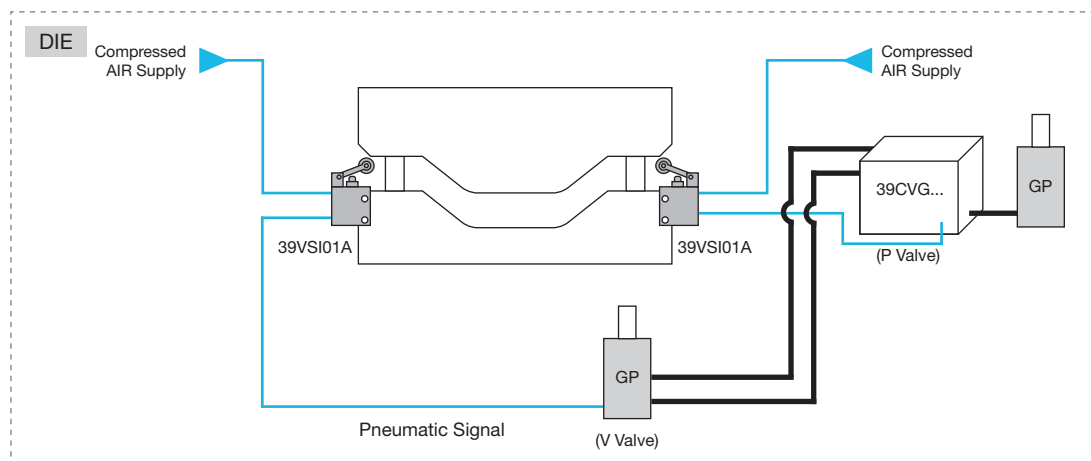 DIE
Compressed
AIR Supply
Compressed
AIR Supply
39CVG...
GP
39VSI01A
39VSI01A
(P Valve)
GP
Pneumatic Signal
(V Valve)